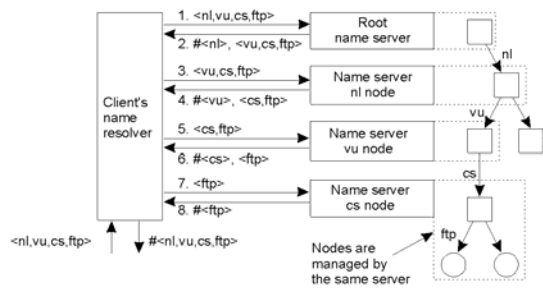 1. <nl,vu,cs,ftp>
Root
name server
2. #<nl>, <vu,cs,ftp>
nl
3. <vu,cs,ftp>
Name server
nl node
4. #<vu>, <cs,ftp>
Client's
name
resolver
vu
5. <cs,ftp>
Name server
vu node
6. #<cs>, <ftp>
cs
7. <ftp>
Name server
cs node
8. #<ftp>
ftp
<nl,vu,cs,ftp>
#<nl,vu,cs,ftp>
Nodes are
managed by
the same server